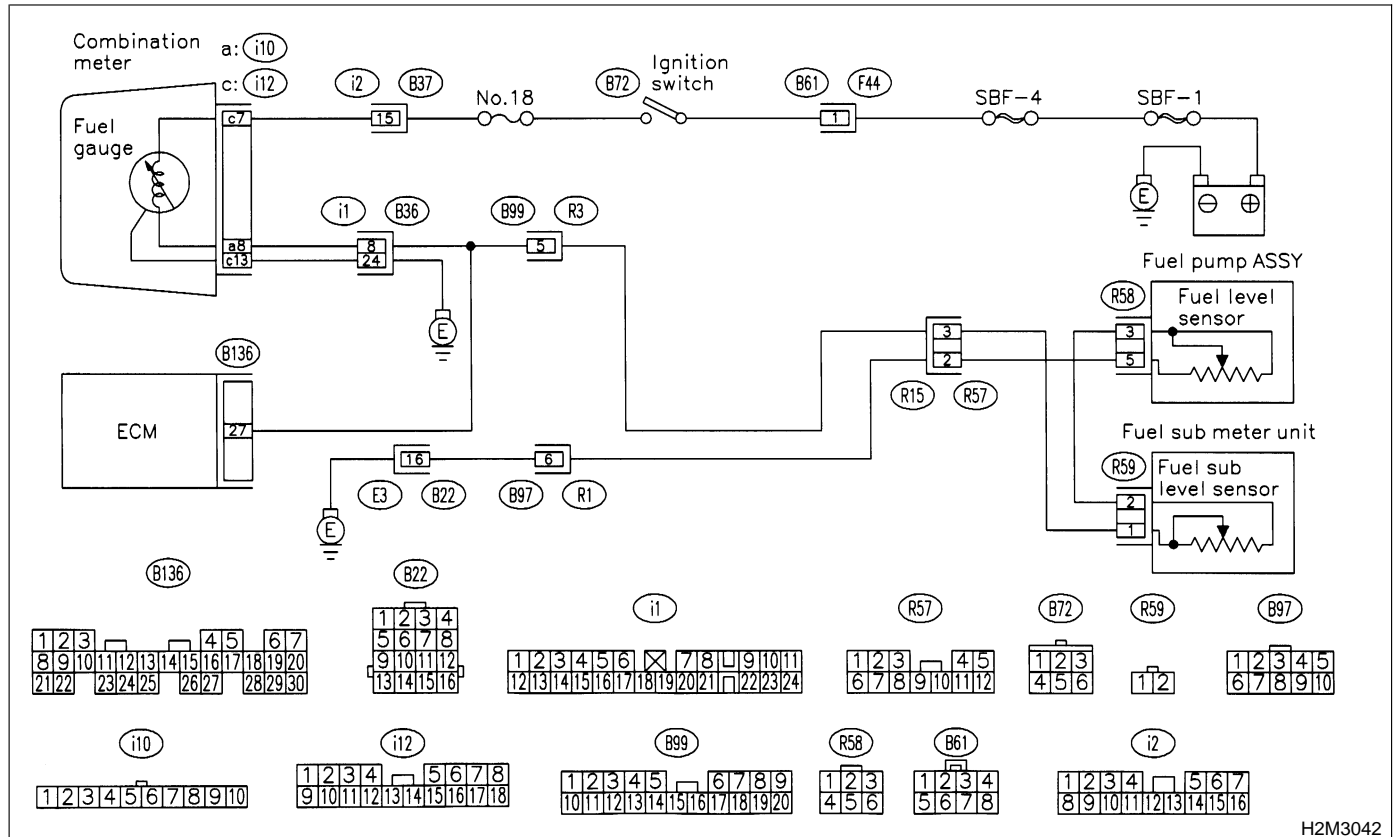 Combination
meter
a: i10
c: i12
i2 B37
No.18
B72
Ignition
switch
B61 F44
SBF-4
SBF-1
c7
15
1
Fuel
gauge
E
⊖ ⊕
i1 B36
B99 R3
a8
8
5
c13
24
E
Fuel pump ASSY
R58
Fuel level
sensor
3
5
3
2
R15 R57
B136
ECM
27
Fuel sub meter unit
R59
Fuel sub
level sensor
2
1
16
6
E3 B22
B97 R1
E
B136
1 2 3 4 5 6 7
8 9 10 11 12 13 14 15 16 17 18 19 20
21 22 23 24 25 26 27 28 29 30
B22
1 2 3 4
5 6 7 8
9 10 11 12
13 14 15 16
i1
1 2 3 4 5 6 7 8 9 10 11
12 13 14 15 16 17 18 19 20 21 22 23 24
R57
1 2 3 4 5
6 7 8 9 10 11 12
B72
1 2 3
4 5 6
R59
1 2
B97
1 2 3 4 5
6 7 8 9 10
i10
1 2 3 4 5 6 7 8 9 10
i12
1 2 3 4 5 6 7 8
9 10 11 12 13 14 15 16 17 18
B99
1 2 3 4 5 6 7 8 9
10 11 12 13 14 15 16 17 18 19 20
R58
1 2 3
4 5 6
B61
1 2 3 4
5 6 7 8
i2
1 2 3 4 5 6 7
8 9 10 11 12 13 14 15 16
H2M3042